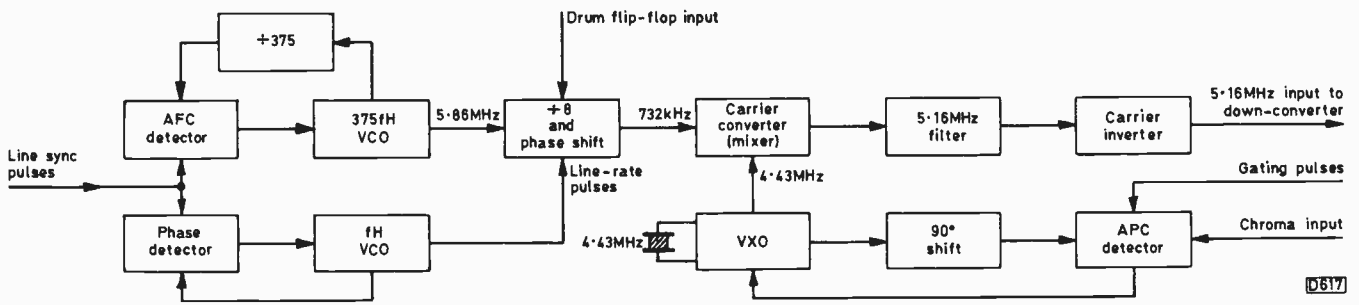 ÷375
Drum flip-flop input
AFC
detector
375fH
VCO
5·86MHz
÷8
and
phase shift
732kHz
Carrier
converter
(mixer)
5·16MHz
filter
Carrier
inverter
5·16MHz input to
down-converter
Line sync
pulses
Line-rate
pulses
4·43MHz
Gating pulses
Phase
detector
fH
VCO
4·43MHz
VXO
90°
shift
APC
detector
Chroma input
D617